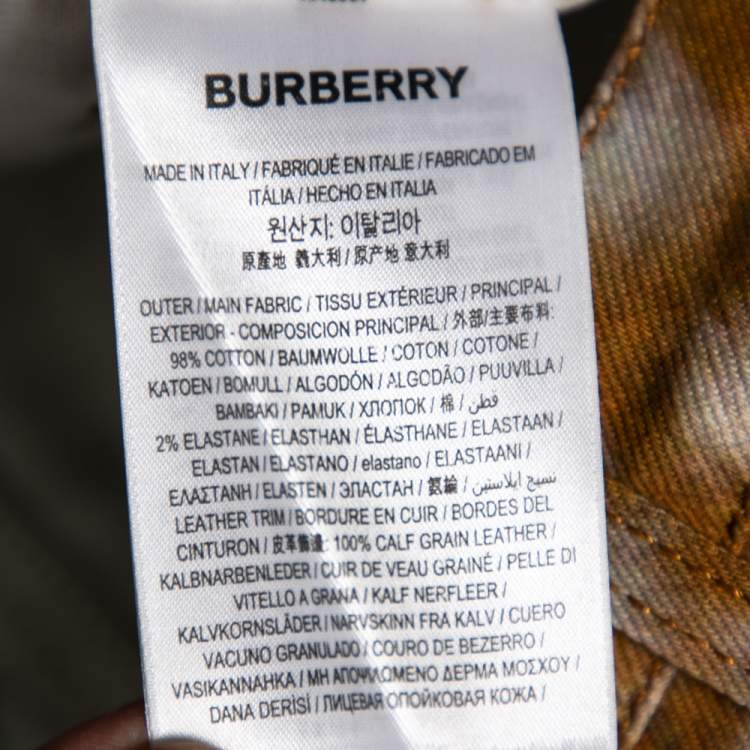 BURBERRY
MADE IN ITALY / FABRIQUÉ EN ITALIE / FABRICADO EM
ITÁLIA / HECHO EN ITALIA
원산지: 이탈리아
原產地 義大利 / 原产地 意大利
OUTER / MAIN FABRIC / TISSU EXTÉRIEUR / PRINCIPAL /
EXTERIOR - COMPOSICION PRINCIPAL / 外部/主要布料:
98% COTTON / BAUMWOLLE / COTON / COTONE /
KATOEN / BOMULL / ALGODÓN / ALGODÃO / PUUVILLA /
BAMBAKI / PAMUK / ХЛОПОК / 棉 / قطن /
2% ELASTANE / ELASTHAN / ÉLASTHANE / ELASTAAN /
ELASTAN / ELASTANO / elastano / ELASTAANI /
ΕΛΑΣΤΑΝΗ / ELASTEN / ЭЛАСТАН / 氨綸 / نسيج ايلاستين /
LEATHER TRIM / BORDURE EN CUIR / BORDES DEL
CINTURON / 皮革飾邊: 100% CALF GRAIN LEATHER /
KALBNARBENLEDER / CUIR DE VEAU GRAINÉ / PELLE DI
VITELLO A GRANA / KALF NERFLEER /
KALVKORNSLÄDER / NARVSKINN FRA KALV / CUERO
VACUNO GRANULADO / COURO DE BEZERRO /
VASIKANNAHKA / ΜΗ ΑΠΟΨΙΛΩΜΕΝΟ ΔΕΡΜΑ ΜΟΣΧΟΥ /
DANA DERİSİ / ЛИЦЕВАЯ ОПОЙКОВАЯ КОЖА /